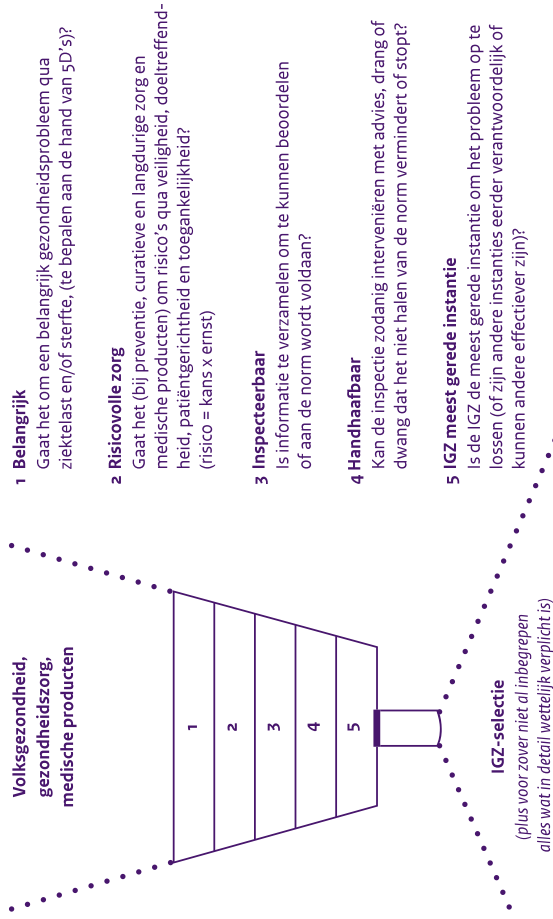 Volksgezondheid,
gezondheidszorg,
medische producten
1
2
3
4
5
IGZ-selectie
(plus voor zover niet al inbegrepen
alles wat in detail wettelijk verplicht is)
1 Belangrijk
Gaat het om een belangrijk gezondheidsprobleem qua
ziektelast en/of sterfte, (te bepalen aan de hand van 5D's)?
2 Risicovolle zorg
Gaat het (bij preventie, curatieve en langdurige zorg en
medische producten) om risico's qua veiligheid, doeltreffend-
heid, patiëntgerichtheid en toegankelijkheid?
(risico = kans x ernst)
3 Inspecteerbaar
Is informatie te verzamelen om te kunnen beoordelen
of aan de norm wordt voldaan?
4 Handhaafbaar
Kan de inspectie zodanig interveniëren met advies, drang of
dwang dat het niet halen van de norm vermindert of stopt?
5 IGZ meest gerede instantie
Is de IGZ de meest gerede instantie om het probleem op te
lossen (of zijn andere instanties eerder verantwoordelijk of
kunnen andere effectiever zijn)?